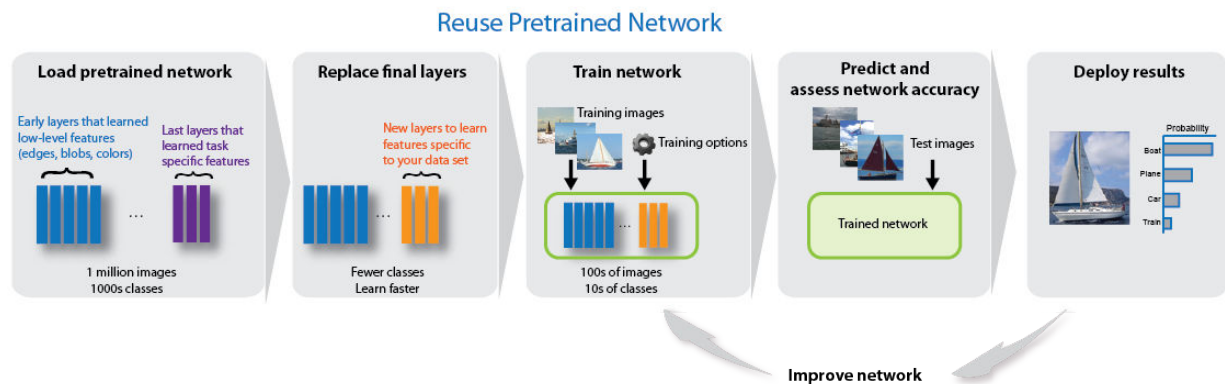 Reuse Pretrained Network
Load pretrained network
Early layers that learned
low-level features
(edges, blobs, colors)
Last layers that
learned task
specific features
...
1 million images
1000s classes
Replace final layers
New layers to learn
features specific
to your data set
...
Fewer classes
Learn faster
Train network
Training images
Training options
...
100s of images
10s of classes
Predict and
assess network accuracy
Test images
Trained network
Deploy results
Probability
Boat
Plane
Car
Train
Improve network